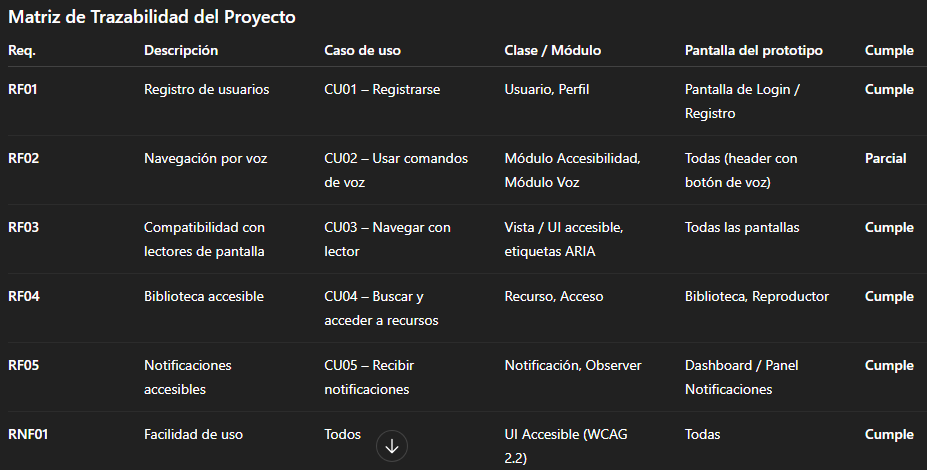 Matriz de Trazabilidad del Proyecto
Req. Descripción Caso de uso Clase / Módulo Pantalla del prototipo Cumple
RF01 Registro de usuarios CU01 – Registrarse Usuario, Perfil Pantalla de Login / Cumple
Registro
RF02 Navegación por voz CU02 – Usar comandos Módulo Accesibilidad, Todas (header con Parcial
de voz Módulo Voz botón de voz)
RF03 Compatibilidad con CU03 – Navegar con Vista / UI accesible, Todas las pantallas Cumple
lectores de pantalla lector etiquetas ARIA
RF04 Biblioteca accesible CU04 – Buscar y Recurso, Acceso Biblioteca, Reproductor Cumple
acceder a recursos
RF05 Notificaciones CU05 – Recibir Notificación, Observer Dashboard / Panel Cumple
accesibles notificaciones Notificaciones
RNF01 Facilidad de uso Todos UI Accesible (WCAG Todas Cumple
2.2)